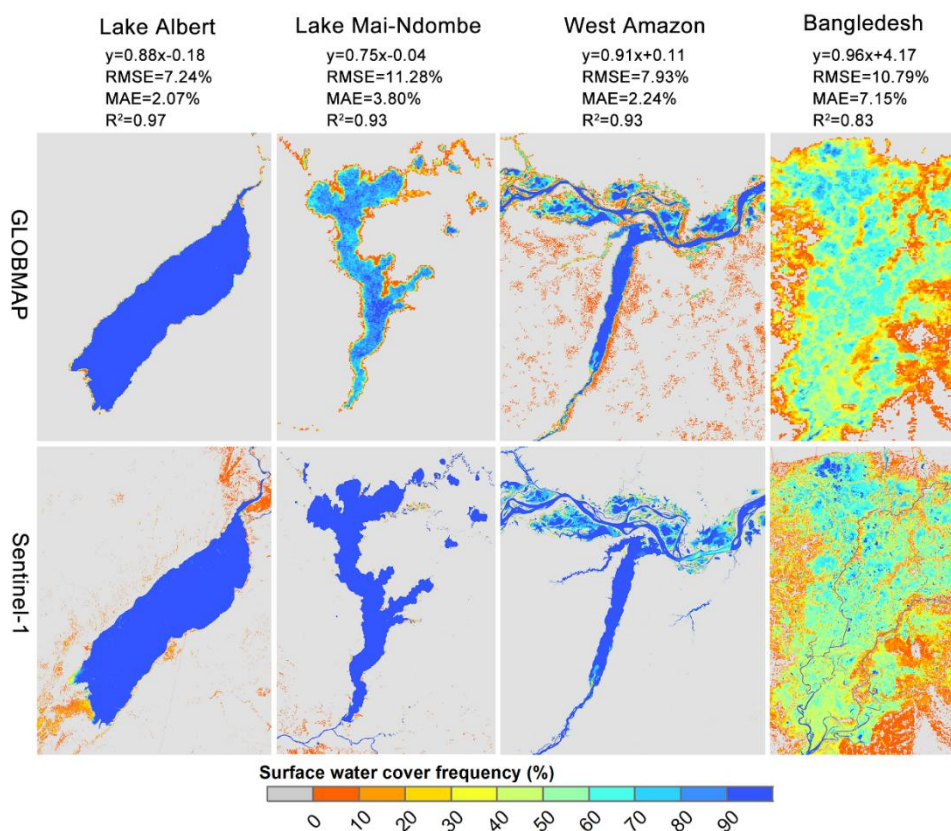 Lake Albert
y=0.88x-0.18
RMSE=7.24%
MAE=2.07%
R²=0.97
Lake Mai-Ndombe
y=0.75x-0.04
RMSE=11.28%
MAE=3.80%
R²=0.93
West Amazon
y=0.91x+0.11
RMSE=7.93%
MAE=2.24%
R²=0.93
Bangledesh
y=0.96x+4.17
RMSE=10.79%
MAE=7.15%
R²=0.83
GLOBMAP
Sentinel-1
Surface water cover frequency (%)
0 10 20 30 40 50 60 70 80 90